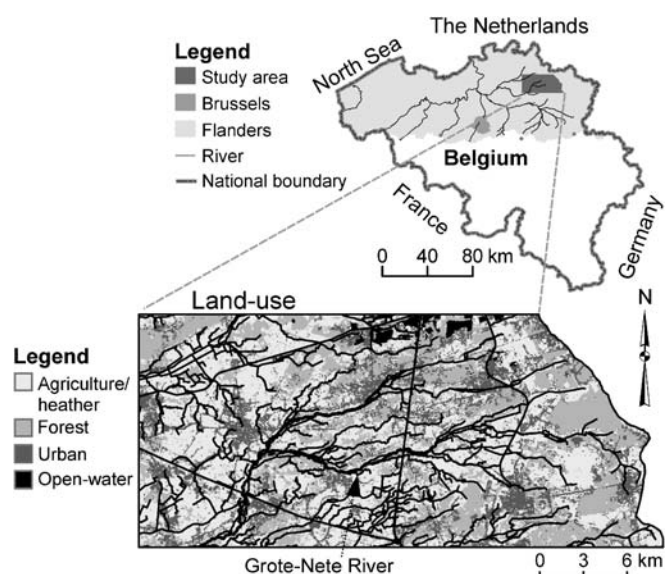 The Netherlands
North Sea
Legend
Study area
Brussels
Flanders
River
National boundary
Belgium
France
Germany
0 40 80 km
Land-use
N
Legend
Agriculture/
heather
Forest
Urban
Open-water
Grote-Nete River
0 3 6 km